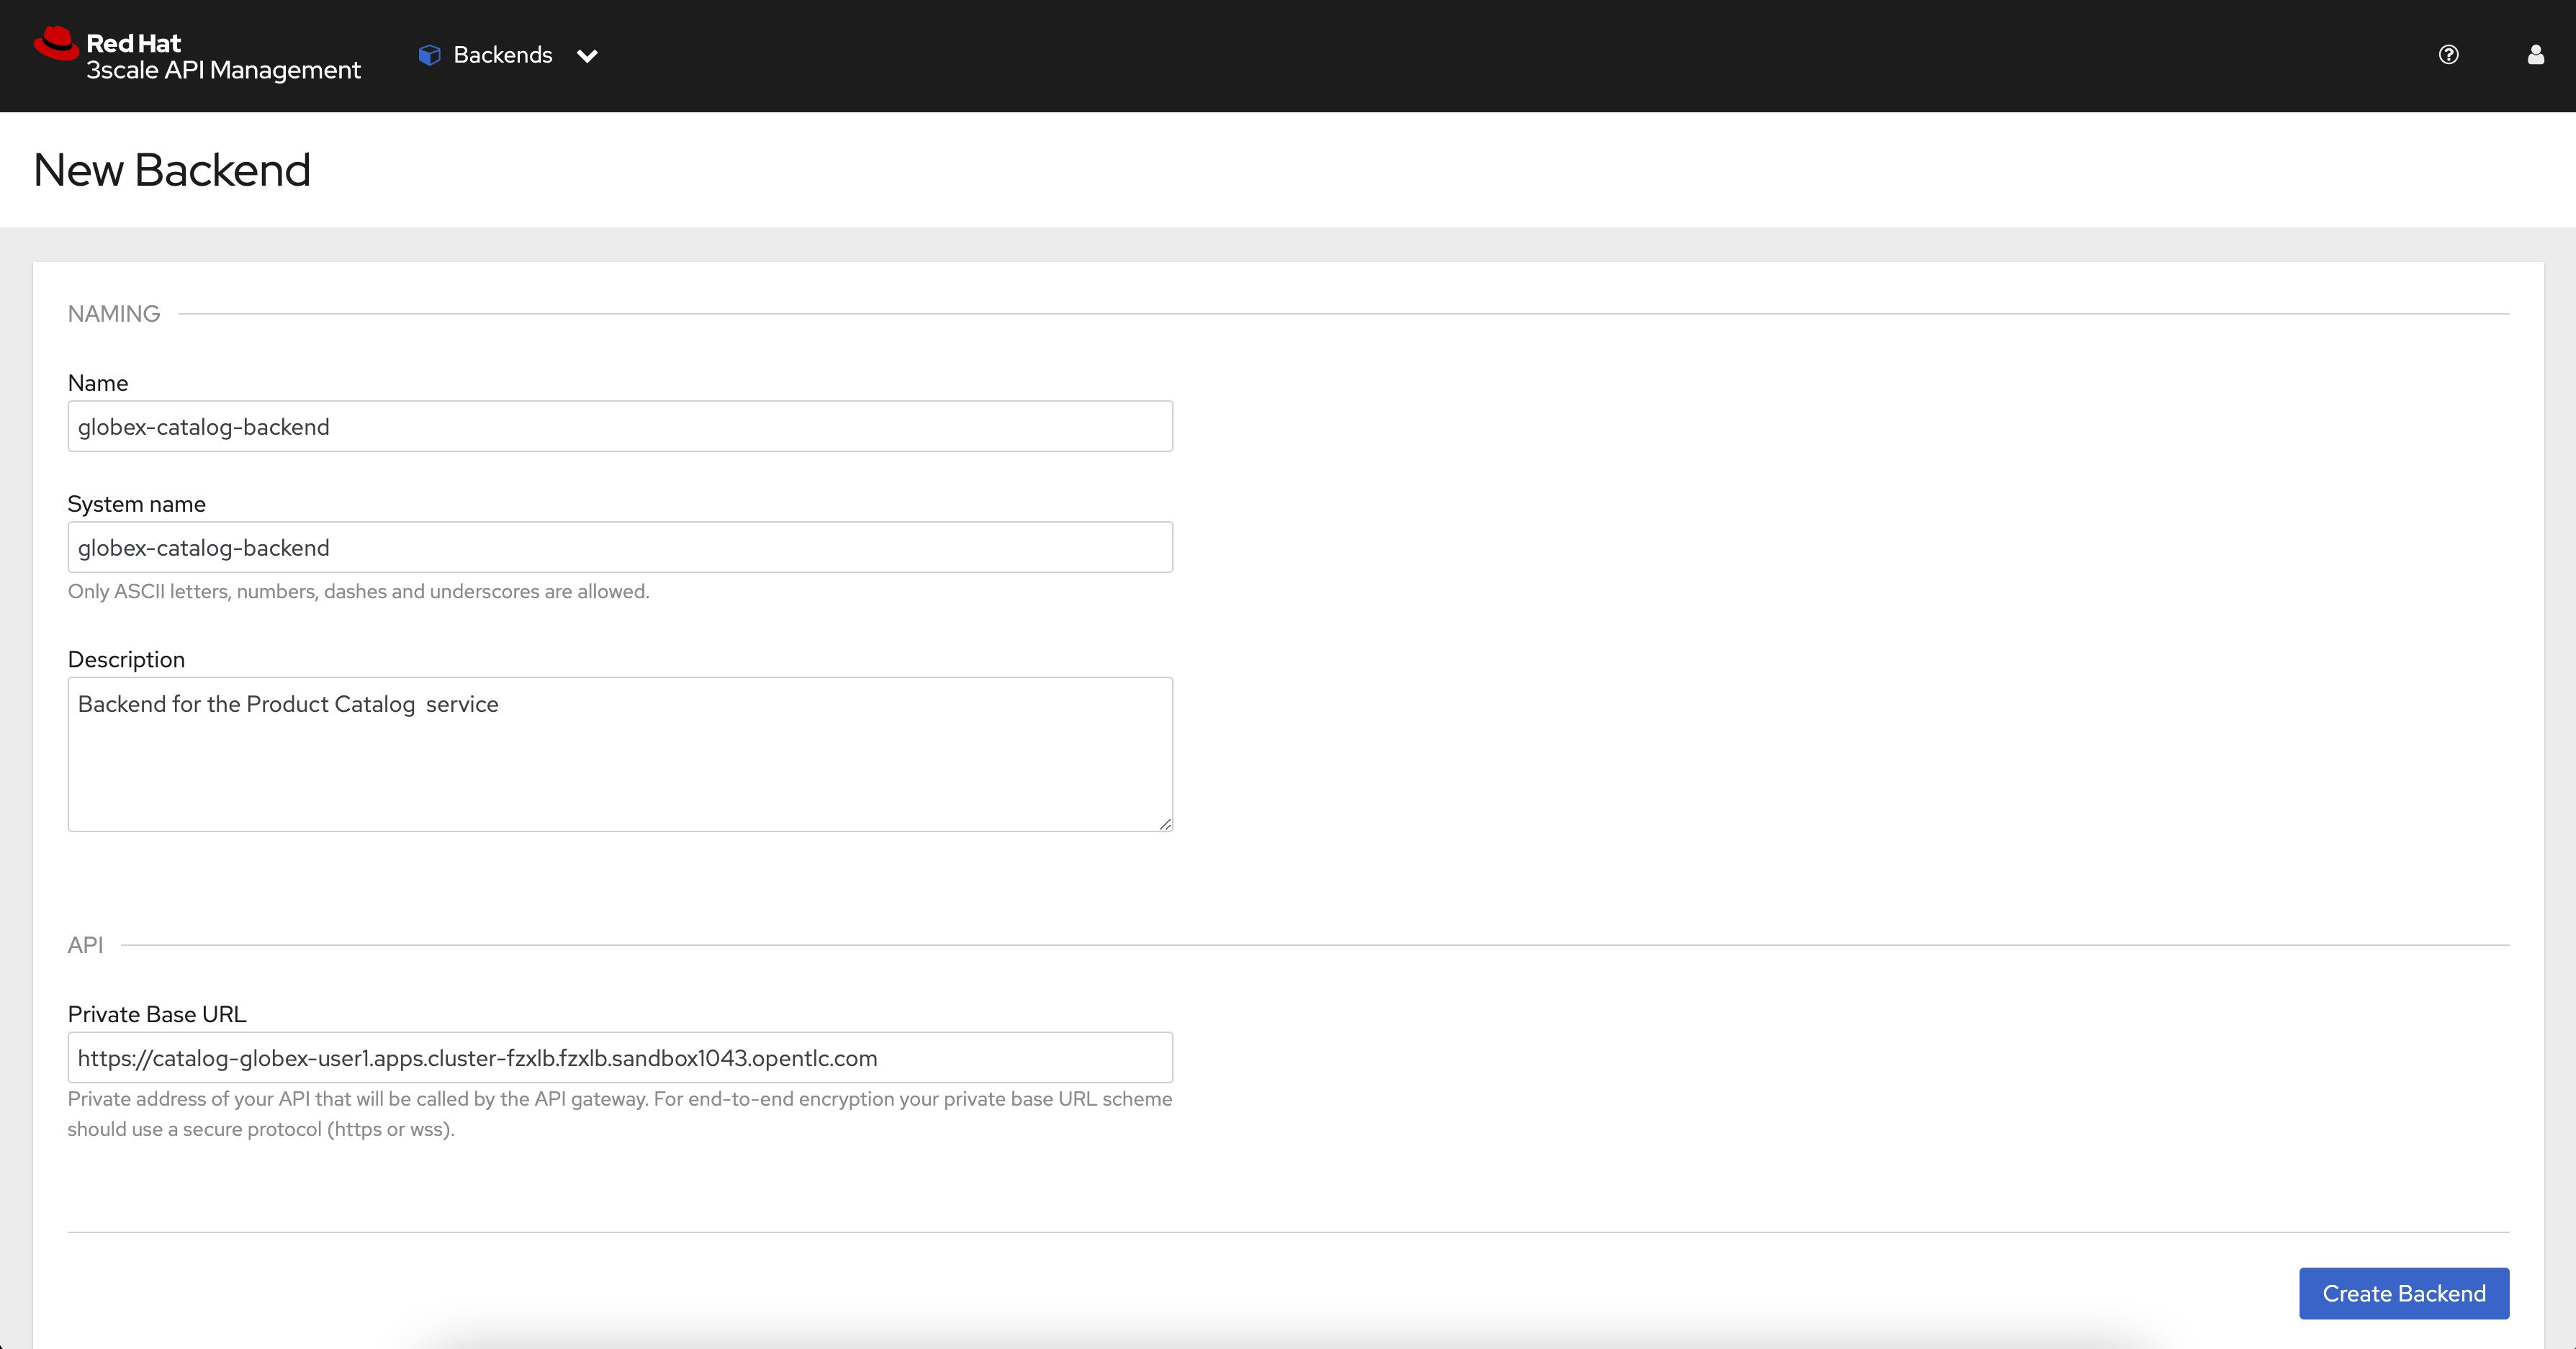 Red Hat
3scale API Management
Backends
New Backend
NAMING
Name
globex-catalog-backend
System name
globex-catalog-backend
Only ASCII letters, numbers, dashes and underscores are allowed.
Description
Backend for the Product Catalog  service
API
Private Base URL
https://catalog-globex-user1.apps.cluster-fzxlb.fzxlb.sandbox1043.opentlc.com
Private address of your API that will be called by the API gateway. For end-to-end encryption your private base URL scheme
should use a secure protocol (https or wss).
Create Backend